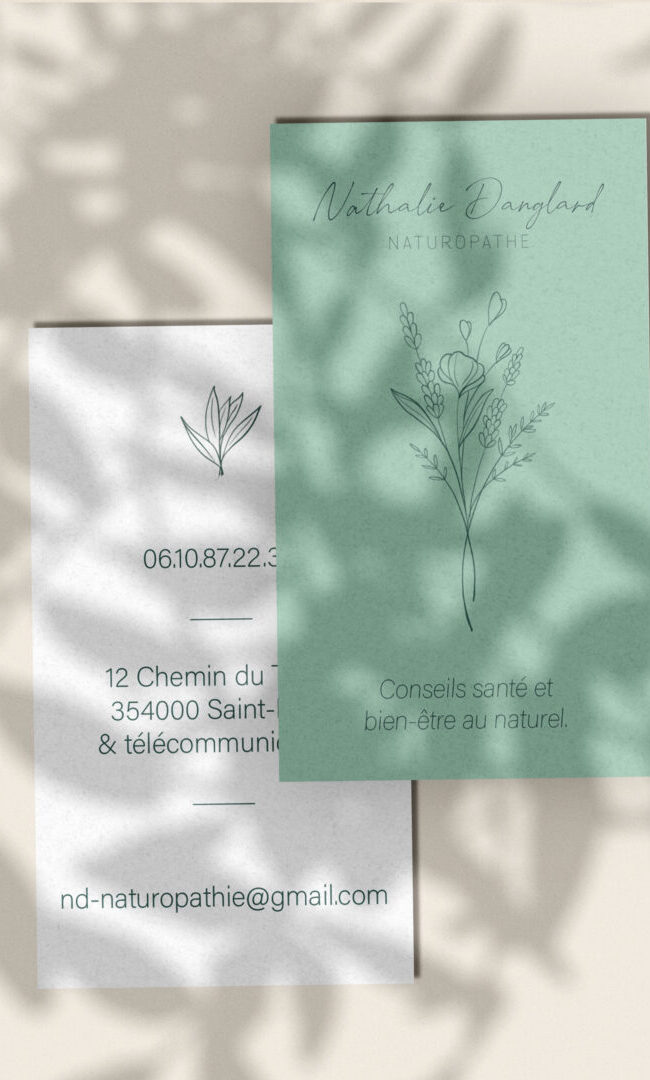 Nathalie Danglard
NATUROPATHE
Conseils santé et
bien-être au naturel.
06.10.87.22.3
12 Chemin du
354000 Saint-
& télécommuni
nd-naturopathie@gmail.com